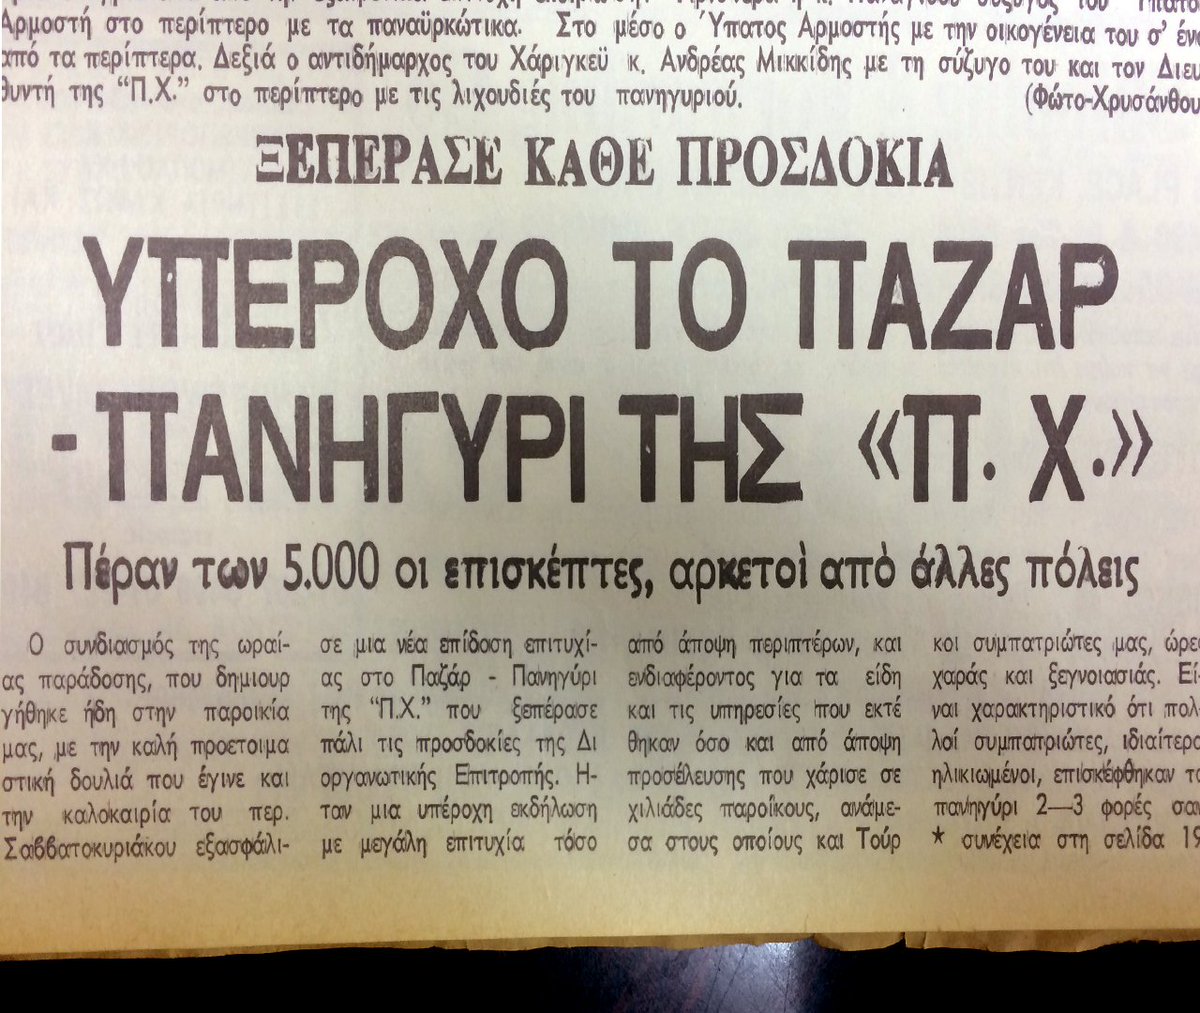 Αρμοστή στο περίπτερο με τα παναϋρκώτικα. Στο μέσο ο Ύπατος Αρμοστής με την οικογένεια του σ' ένα
από τα περίπτερα. Δεξιά ο αντιδήμαρχος του Χάριγκεϋ κ. Ανδρέας Μικκίδης με τη σύζυγο του και τον Διευ
θυντή της "Π.Χ." στο περίπτερο με τις λιχουδιές του πανηγυριού. (Φώτο-Χρυσάνθου
ΞΕΠΕΡΑΣΕ ΚΑΘΕ ΠΡΟΣΔΟΚΙΑ
ΥΠΕΡΟΧΟ ΤΟ ΠΑΖΑΡ
- ΠΑΝΗΓΥΡΙ ΤΗΣ «Π. Χ.»
Πέραν των 5.000 οι επισκέπτες, αρκετοὶ από άλλες πόλεις
Ο συνδιασμός της ωραί-
ας παράδοσης, που δημιουρ
γήθηκε ήδη στην παροικία
μας, με την καλή προετοιμα
στική δουλιά που έγινε και
την καλοκαιρία του περ.
Σαββατοκυριάκου εξασφάλι-
σε μια νέα επίδοση επιτυχί-
ας στο Παζάρ - Πανηγύρι
της "Π.Χ." που ξεπέρασε
πάλι τις προσδοκίες της Δι
οργανωτικής Επιτροπής. Η-
ταν μια υπέροχη εκδήλωση
με μεγάλη επιτυχία τόσο
από άποψη περιπτέρων, και
ενδιαφέροντος για τα είδη
και τις υπηρεσίες που εκτέ
θηκαν όσο και από άποψη
προσέλευσης που χάρισε σε
χιλιάδες παροίκους, ανάμε-
σα στους οποίους και Τούρ
κοι συμπατριώτες μας, ώρες
χαράς και ξεγνοιασιάς. Εί-
ναι χαρακτηριστικό ότι πολ-
λοί συμπατριώτες, ιδιαίτερα
ηλικιωμένοι, επισκέφθηκαν το
πανηγύρι 2—3 φορές σαν
* συνέχεια στη σελίδα 19